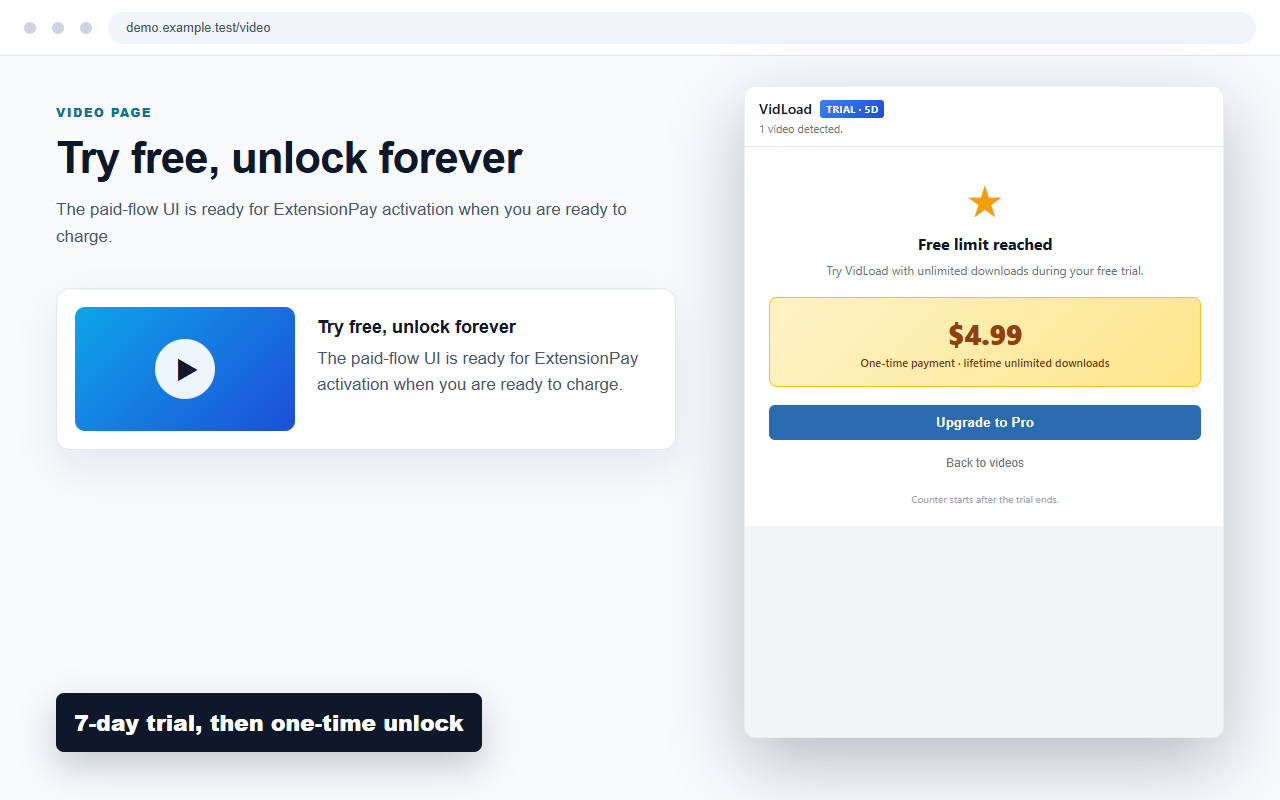 demo.example.test/video
VIDEO PAGE
Try free, unlock forever
The paid-flow UI is ready for ExtensionPay activation when you are ready to
charge.
Try free, unlock forever
The paid-flow UI is ready for ExtensionPay
activation when you are ready to charge.
7-day trial, then one-time unlock
VidLoad TRIAL · 5D
1 video detected.
Free limit reached
Try VidLoad with unlimited downloads during your free trial.
$4.99
One-time payment · lifetime unlimited downloads
Upgrade to Pro
Back to videos
Counter starts after the trial ends.